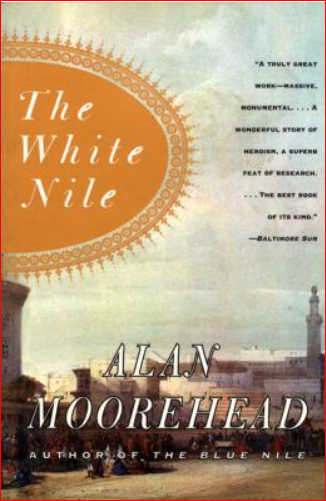 The
White
Nile
"A TRULY GREAT
WORK—MASSIVE,
MONUMENTAL. . . . A
WONDERFUL STORY OF
HEROISM, A SUPERB
FEAT OF RESEARCH.
. . . THE BEST BOOK
OF ITS KIND."
—BALTIMORE SUN
ALAN
MOOREHEAD
AUTHOR OF THE BLUE NILE